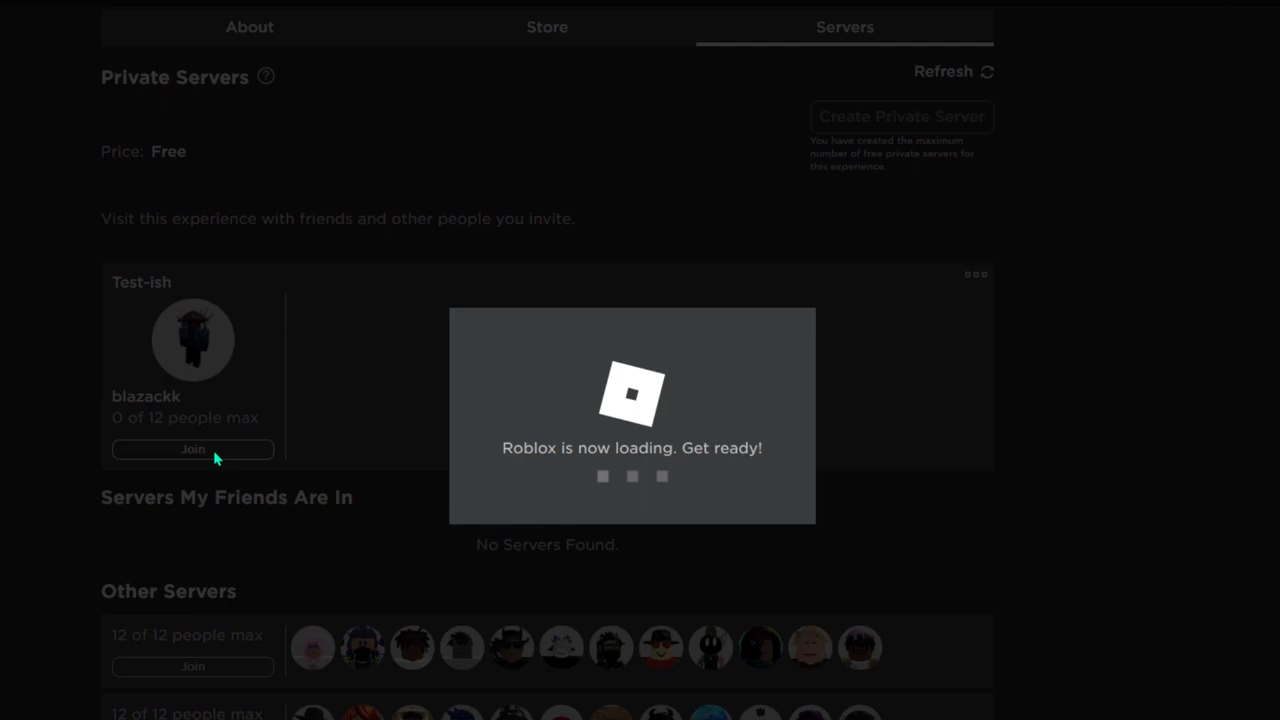 About
Store
Servers
Private Servers
Refresh
Create Private Server
You have created the maximum
number of free private servers for
this experience.
Price: Free
Visit this experience with friends and other people you invite.
Test-ish
blazackk
0 of 12 people max
Join
Roblox is now loading. Get ready!
Servers My Friends Are In
No Servers Found.
Other Servers
12 of 12 people max
Join
12 of 12 people max